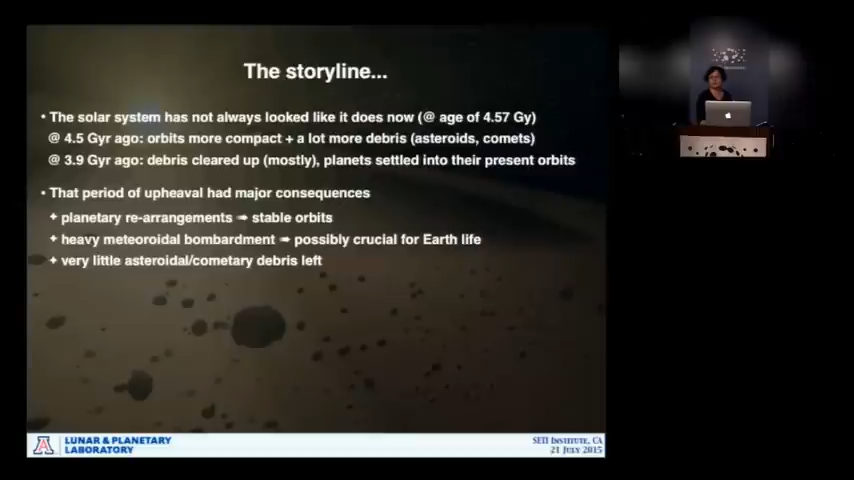 The storyline...
• The solar system has not always looked like it does now (@ age of 4.57 Gy)
@ 4.5 Gyr ago: orbits more compact + a lot more debris (asteroids, comets)
@ 3.9 Gyr ago: debris cleared up (mostly), planets settled into their present orbits
• That period of upheaval had major consequences
✦ planetary re-arrangements ➡ stable orbits
✦ heavy meteoroidal bombardment ➡ possibly crucial for Earth life
✦ very little asteroidal/cometary debris left
A
LUNAR & PLANETARY
LABORATORY
SETI INSTITUTE, CA
21 JULY 2015